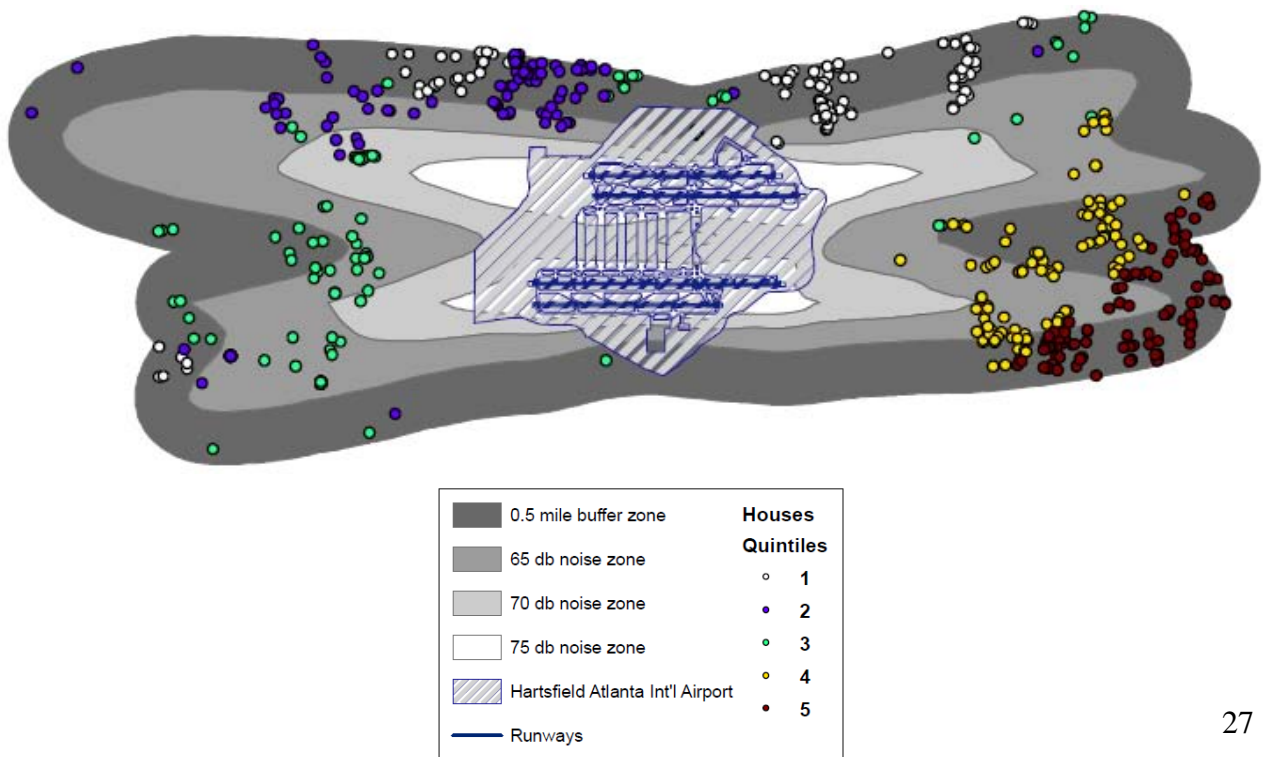 0.5 mile buffer zone
65 db noise zone
70 db noise zone
75 db noise zone
Hartsfield Atlanta Int'l Airport
Runways
Houses
Quintiles
1
2
3
4
5
27